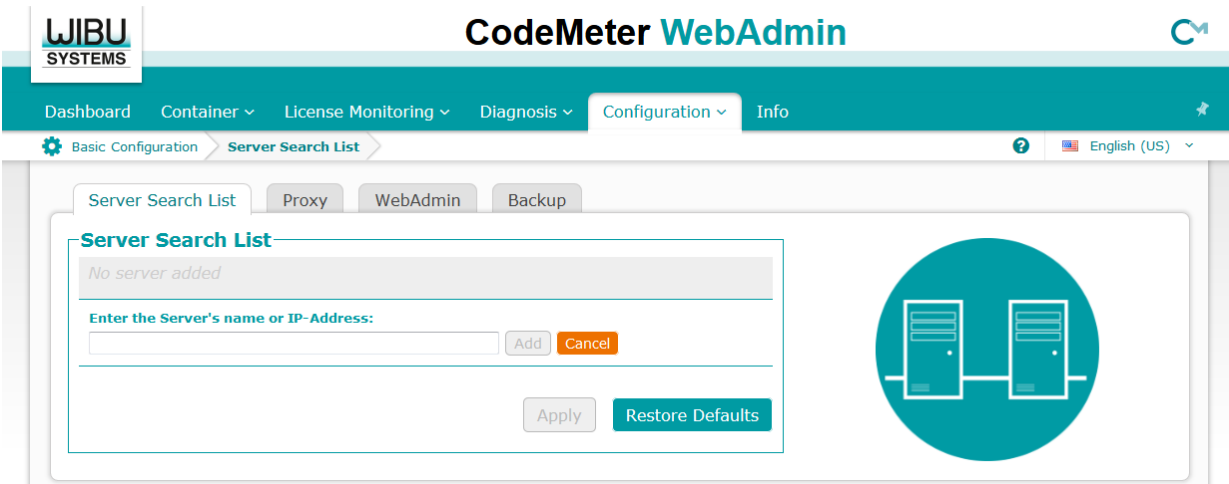 WIBU
SYSTEMS
CodeMeter WebAdmin
CM
Dashboard Container License Monitoring Diagnosis Configuration Info
Basic Configuration Server Search List ? English (US)
Server Search List Proxy WebAdmin Backup
Server Search List
No server added
Enter the Server's name or IP-Address:
Add Cancel
Apply Restore Defaults